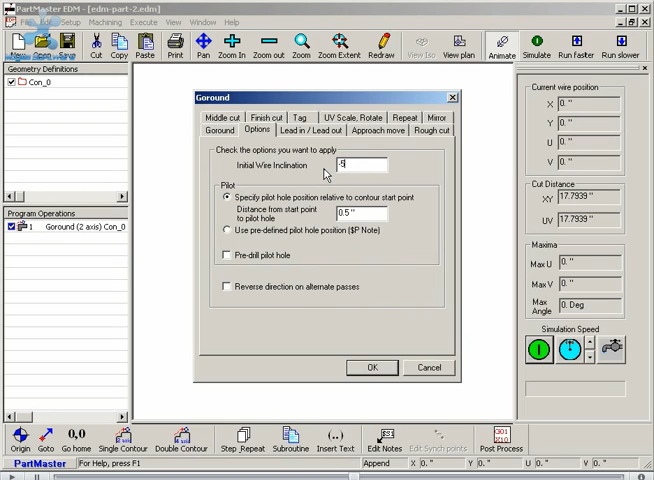 PartMaster EDM - [edm-part-2.edm]
File Edit Setup Machining Execute Window Help
New Open Save Cut Copy Paste Print Pan Zoom In Zoom out Zoom Zoom Extent Redraw View Iso View plan Animate Simulate Run faster Run slower
Geometry Definitions
Con_0
Program Operations
1 Goround (2 axis) Con_0
Goround
Middle cut Finish cut Tag UV Scale, Rotate Repeat Mirror
Goround Options Lead in / Lead out Approach move Rough cut
Check the options you want to apply
Initial Wire Inclination -5
Pilot
Specify pilot hole position relative to contour start point
Distance from start point
to pilot hole
0.5 "
Use pre-defined pilot hole position ($P Note)
Pre-drill pilot hole
Reverse direction on alternate passes
OK Cancel
Current wire position
X 0. "
Y 0. "
U 0. "
V 0. "
Cut Distance
XY 17.7939 "
UV 17.7939 "
Maxima
Max U 0. "
Max V 0. "
Max
Angle
0. Deg
Simulation Speed
0,0
(..)
$S1
G01
X10
Origin Goto Go home Single Contour Double Contour Step_Repeat Subroutine Insert Text Edit Notes Edit Synch points Post Process
PartMaster For Help, press F1 Append X 0. " Y 0. " U 0. " V 0. "